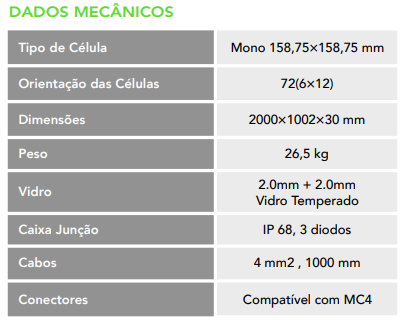 DADOS MECÂNICOS
Tipo de Célula Mono 158,75×158,75 mm
Orientação das Células 72(6×12)
Dimensões 2000×1002×30 mm
Peso 26,5 kg
Vidro 2.0mm + 2.0mm
Vidro Temperado
Caixa Junção IP 68, 3 diodos
Cabos 4 mm2 , 1000 mm
Conectores Compatível com MC4